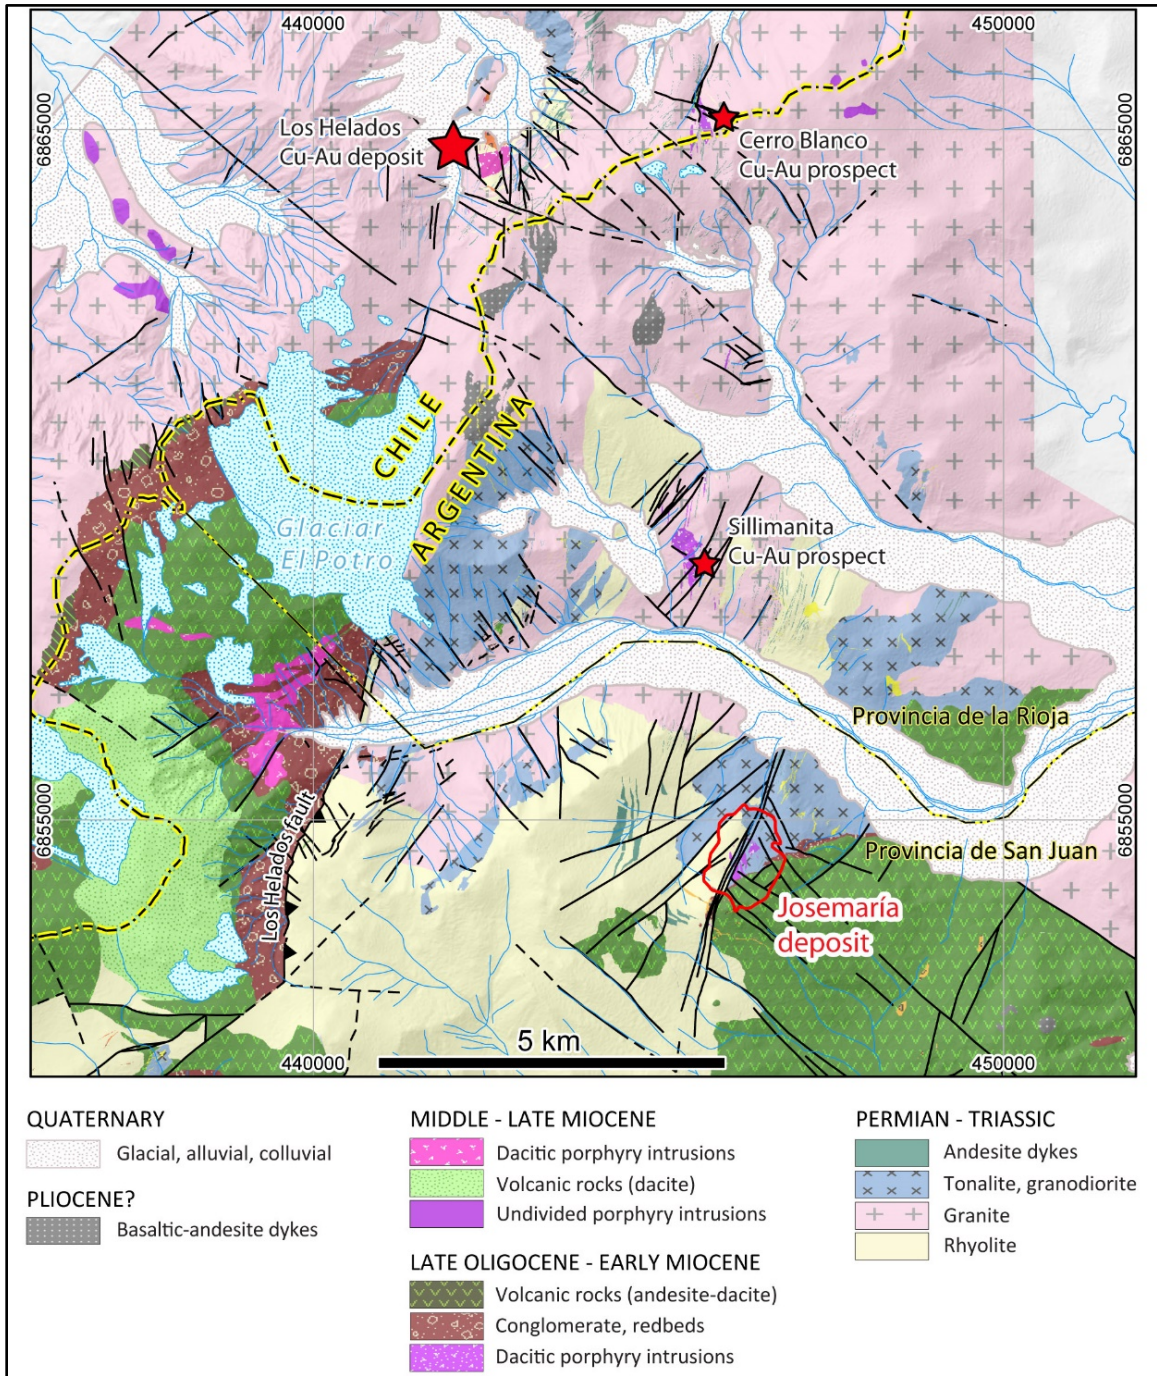 440000
450000
6865000
6865000
Los Helados
Cu-Au deposit
Cerro Blanco
Cu-Au prospect
CHILE
ARGENTINA
Glaciar
El Potro
Sillimanita
Cu-Au prospect
Provincia de la Rioja
6855000
6855000
Los Helados fault
Provincia de San Juan
Josemaría
deposit
5 km
440000
450000
QUATERNARY
Glacial, alluvial, colluvial
PLIOCENE?
Basaltic-andesite dykes
MIDDLE - LATE MIOCENE
Dacitic porphyry intrusions
Volcanic rocks (dacite)
Undivided porphyry intrusions
LATE OLIGOCENE - EARLY MIOCENE
Volcanic rocks (andesite-dacite)
Conglomerate, redbeds
Dacitic porphyry intrusions
PERMIAN - TRIASSIC
Andesite dykes
Tonalite, granodiorite
Granite
Rhyolite